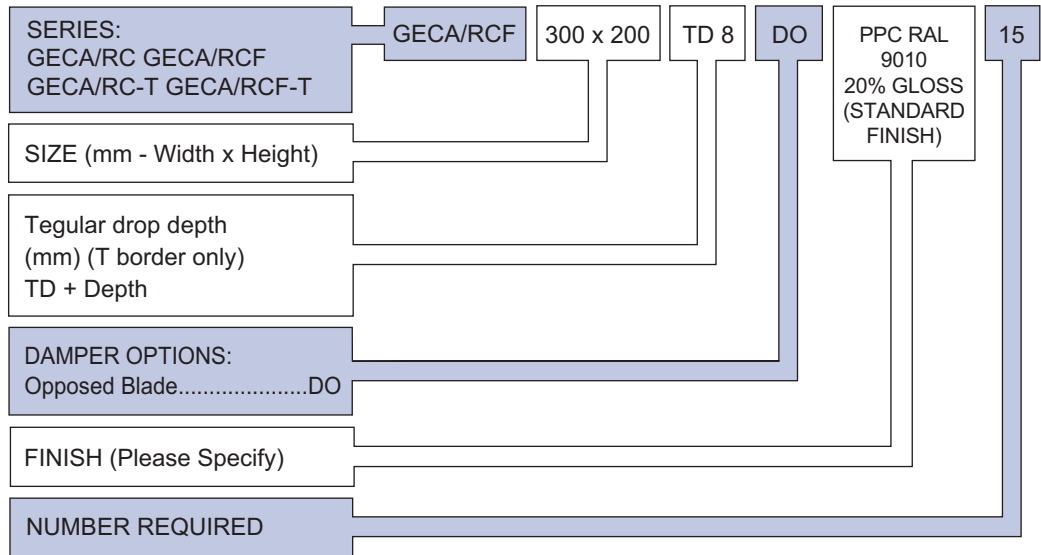 SERIES:
GECA/RC GECA/RCF
GECA/RC-T GECA/RCF-T
GECA/RCF
300 x 200
TD 8
DO
PPC RAL
9010
20% GLOSS
(STANDARD
FINISH)
15
SIZE (mm - Width x Height)
Tegular drop depth
(mm) (T border only)
TD + Depth
DAMPER OPTIONS:
Opposed Blade.....................DO
FINISH (Please Specify)
NUMBER REQUIRED